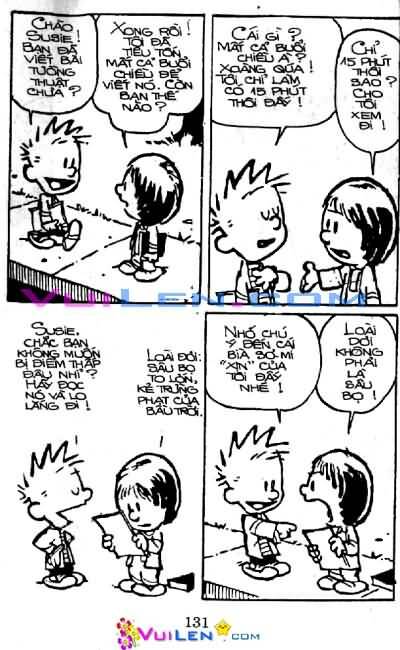 CHÀO
SUSIE!
BẠN ĐÃ
VIẾT BÀI
TƯỜNG
THUẬT
CHƯA?
XONG RỒI!
TÔI ĐÃ
TIÊU TỐN
MẤT CẢ BUỔI
CHIỀU ĐỂ
VIẾT NÓ. CÒN
BẠN THẾ
NÀO?
CÁI GÌ?
MẤT CẢ BUỔI
CHIỀU À?
XOÀNG QUÁ!
TÔI CHỈ LÀM
CÓ 15 PHÚT
THÔI ĐẤY!
CHỈ
15 PHÚT
THÔI
SAO?
CHO
TÔI
XEM
ĐI!
VUILEN.COM
SUSIE,
CHẮC BẠN
KHÔNG MUỐN
BỊ ĐIỂM THẤP
ĐÂU NHỈ?
HÃY ĐỌC
NÓ VÀ LO
LẮNG ĐI!
LOÀI DƠI:
SÂU BỌ
TO LỚN,
KẺ TRỪNG
PHẠT CỦA
BẦU TRỜI.
NHỚ CHÚ
Ý ĐẾN CÁI
BÌA SƠ-MI
"XỊN" CỦA
TÔI ĐẤY
NHÉ!
LOÀI
DƠI
KHÔNG
PHẢI
LÀ
SÂU
BỌ!
131
VUILEN.COM